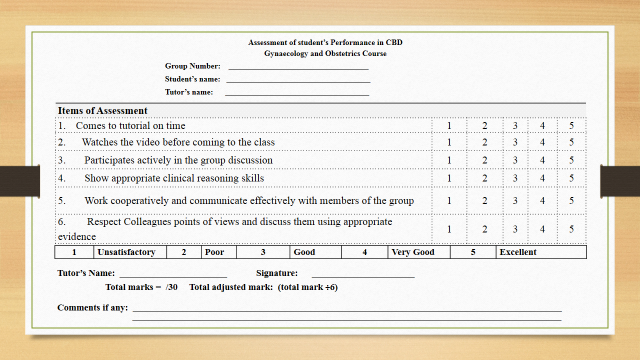 Assessment of student's Performance in CBD
Gynaecology and Obstetrics Course
Group Number: ____________________
Student's name: ____________________
Tutor's name: ____________________
Items of Assessment
1. Comes to tutorial on time 1 2 3 4 5
2. Watches the video before coming to the class 1 2 3 4 5
3. Participates actively in the group discussion 1 2 3 4 5
4. Show appropriate clinical reasoning skills 1 2 3 4 5
5. Work cooperatively and communicate effectively with members of the group 1 2 3 4 5
6. Respect Colleagues points of views and discuss them using appropriate
evidence 1 2 3 4 5
1 Unsatisfactory 2 Poor 3 Good 4 Very Good 5 Excellent
Tutor's Name: ____________________ Signature: ____________________
Total marks = /30 Total adjusted mark: (total mark ÷6)
Comments if any: ____________________